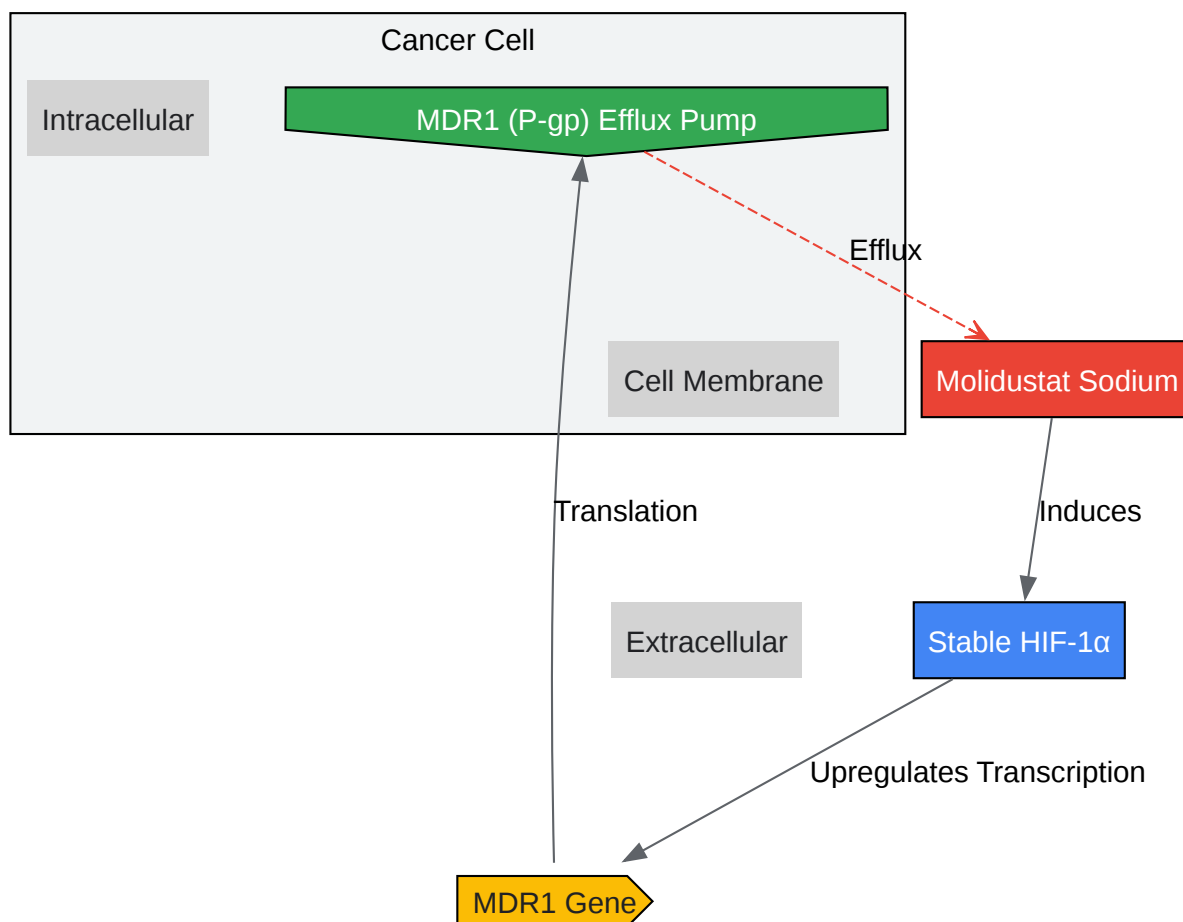 Cancer Cell
Intracellular
MDR1 (P-gp) Efflux Pump
Efflux
Cell Membrane
Molidustat Sodium
Translation
Induces
Extracellular
Stable HIF-1α
Upregulates Transcription
MDR1 Gene